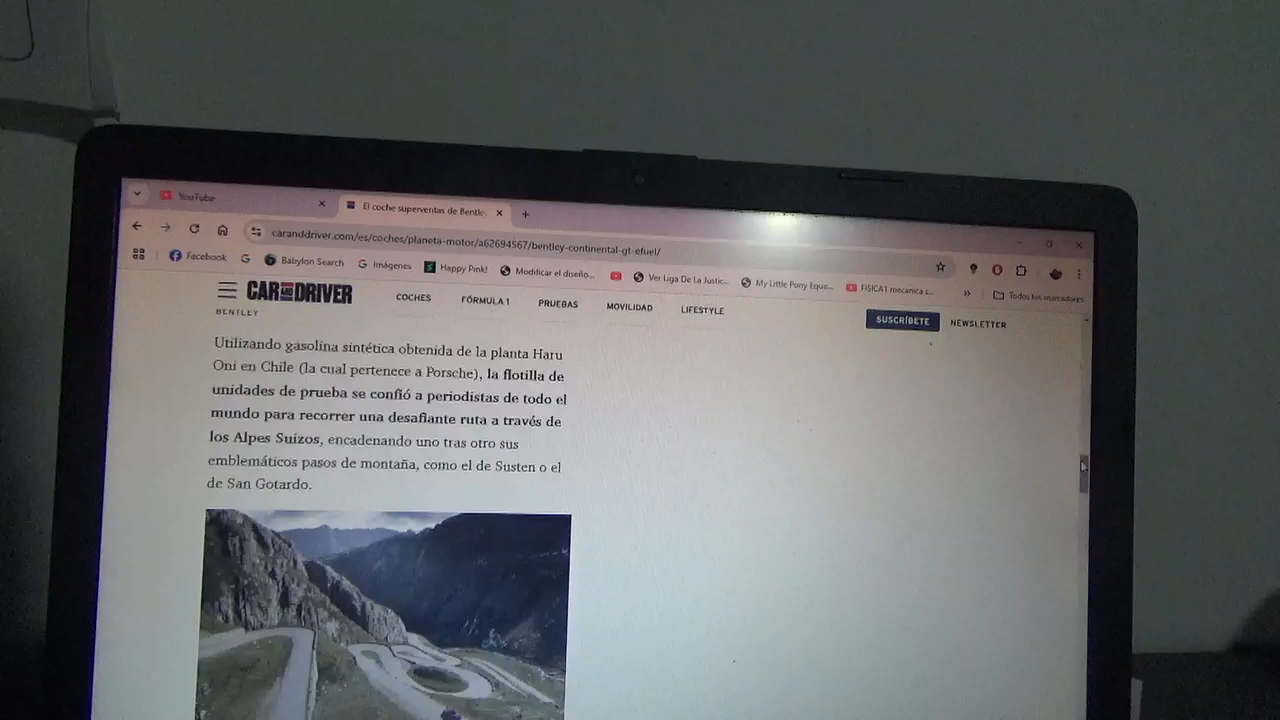 YouTube
El coche superventas de Bentle
caranddriver.com/es/coches/planeta-motor/a62694567/bentley-continental-gt-efuel/
Facebook
Babylon Search
Imágenes
Happy Pink!
Modificar el diseño...
Ver Liga De La Justic...
My Little Pony Eque...
FISICA1 mecanica c...
Todos los marcadores
CAR AND DRIVER
COCHES
FÓRMULA 1
PRUEBAS
MOVILIDAD
LIFESTYLE
SUSCRÍBETE
NEWSLETTER
BENTLEY
Utilizando gasolina sintética obtenida de la planta Haru
Oni en Chile (la cual pertenece a Porsche), la flotilla de
unidades de prueba se confió a periodistas de todo el
mundo para recorrer una desafiante ruta a través de
los Alpes Suizos, encadenando uno tras otro sus
emblemáticos pasos de montaña, como el de Susten o el
de San Gotardo.